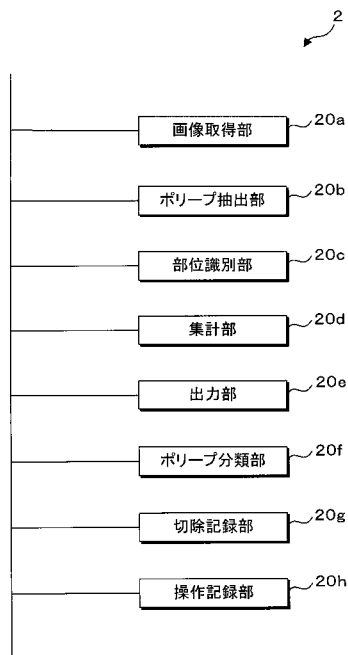 2
画像取得部 20a
ポリープ抽出部 20b
部位識別部 20c
集計部 20d
出力部 20e
ポリープ分類部 20f
切除記録部 20g
操作記録部 20h